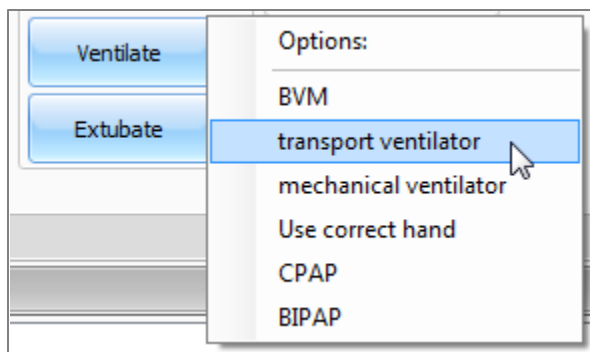 Ventilate
Extubate
Options:
BVM
transport ventilator
mechanical ventilator
Use correct hand
CPAP
BIPAP